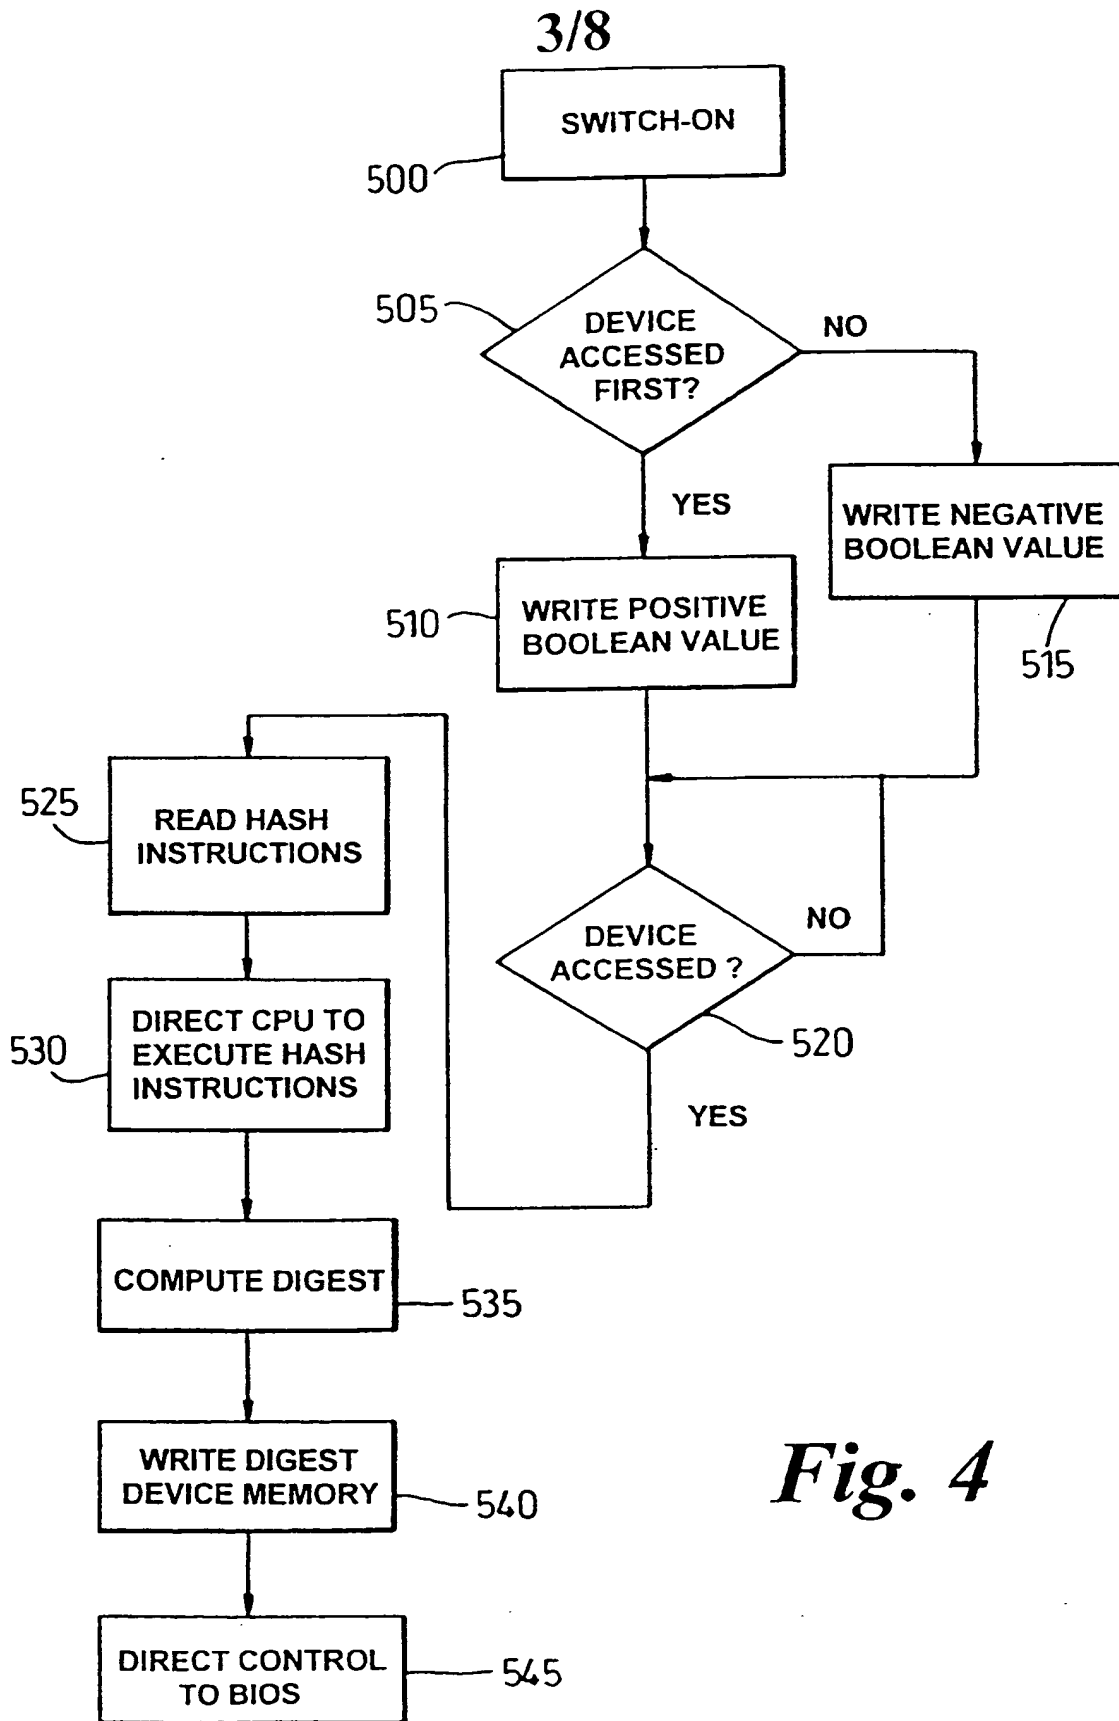 3/8
SWITCH-ON
500
505
DEVICE
ACCESSED
FIRST?
NO
YES
WRITE NEGATIVE
BOOLEAN VALUE
515
510
WRITE POSITIVE
BOOLEAN VALUE
525
READ HASH
INSTRUCTIONS
DEVICE
ACCESSED ?
NO
520
YES
530
DIRECT CPU TO
EXECUTE HASH
INSTRUCTIONS
COMPUTE DIGEST
535
WRITE DIGEST
DEVICE MEMORY
540
DIRECT CONTROL
TO BIOS
545
Fig. 4